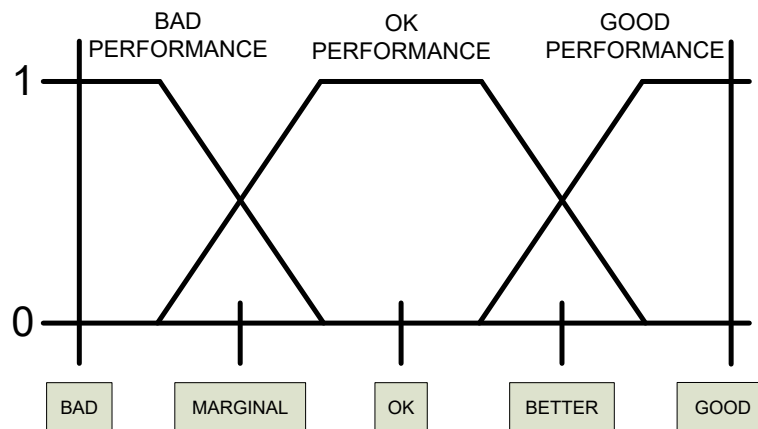 BAD
PERFORMANCE
OK
PERFORMANCE
GOOD
PERFORMANCE
1
0
BAD
MARGINAL
OK
BETTER
GOOD